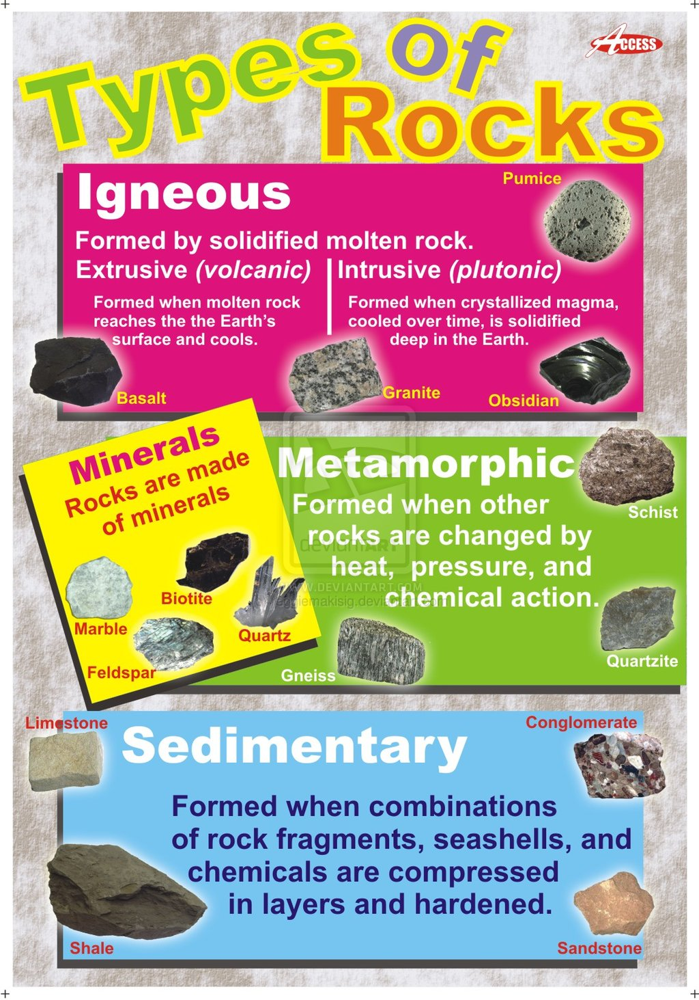 Types of
Rocks
ACCESS
Igneous
Pumice
Formed by solidified molten rock.
Extrusive (volcanic)
Formed when molten rock
reaches the the Earth's
surface and cools.
Intrusive (plutonic)
Formed when crystallized magma,
cooled over time, is solidified
deep in the Earth.
Basalt
Granite
Obsidian
Minerals
Rocks are made
of minerals
Biotite
Marble
Quartz
Feldspar
Metamorphic
Schist
Formed when other
rocks are changed by
heat, pressure, and
chemical action.
Quartzite
Gneiss
deviantART
WWW.DEVIANTART.COM
Limestone
Conglomerate
Sedimentary
Formed when combinations
of rock fragments, seashells, and
chemicals are compressed
in layers and hardened.
Shale
Sandstone